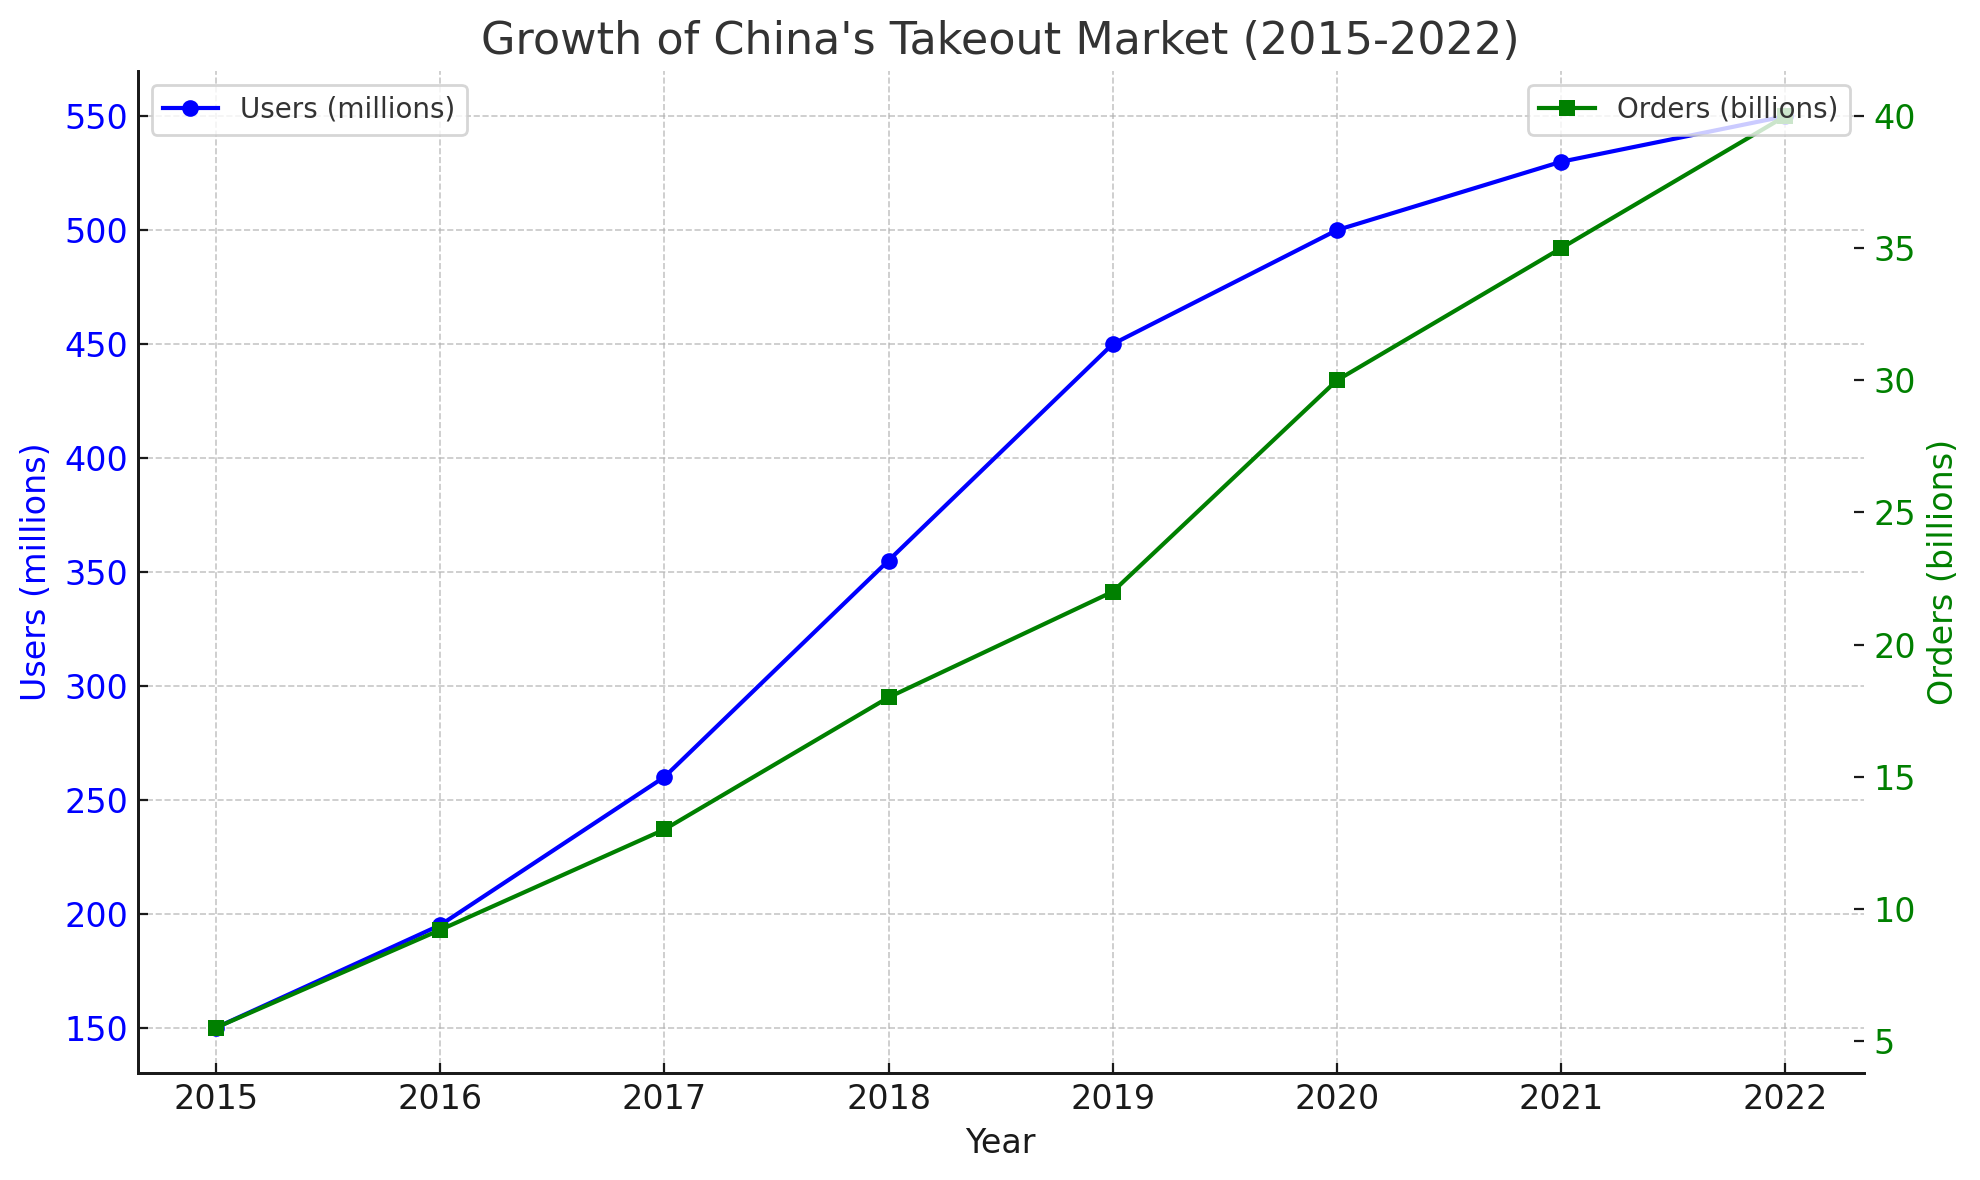 Growth of China's Takeout Market (2015-2022)
Users (millions)
Orders (billions)
550
500
450
400
350
300
250
200
150
Users (millions)
40
35
30
25
20
15
10
5
Orders (billions)
2015 2016 2017 2018 2019 2020 2021 2022
Year